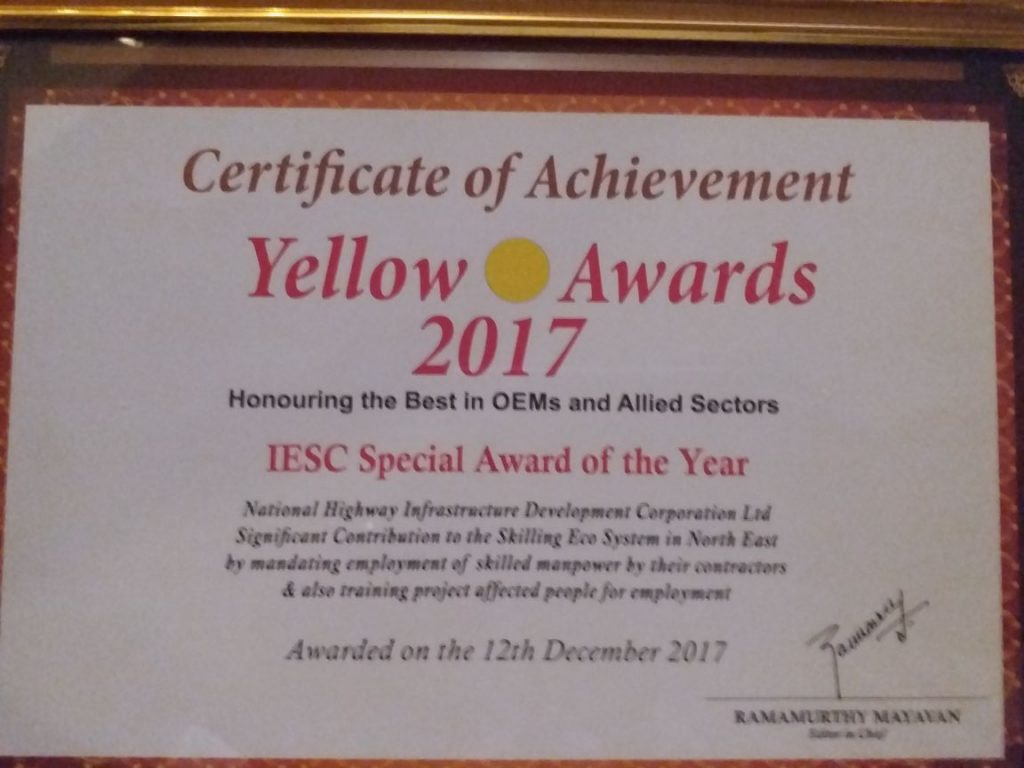 Certificate of Achievement
Yellow Awards
2017
Honouring the Best in OEMs and Allied Sectors
IESC Special Award of the Year
National Highway Infrastructure Development Corporation Ltd
Significant Contribution to the Skilling Eco System in North East
by mandating employment of skilled manpower by their contractors
& also training project affected people for employment
Awarded on the 12th December 2017
Ramamurthy
RAMAMURTHY MAYAVAN
Editor in Chief